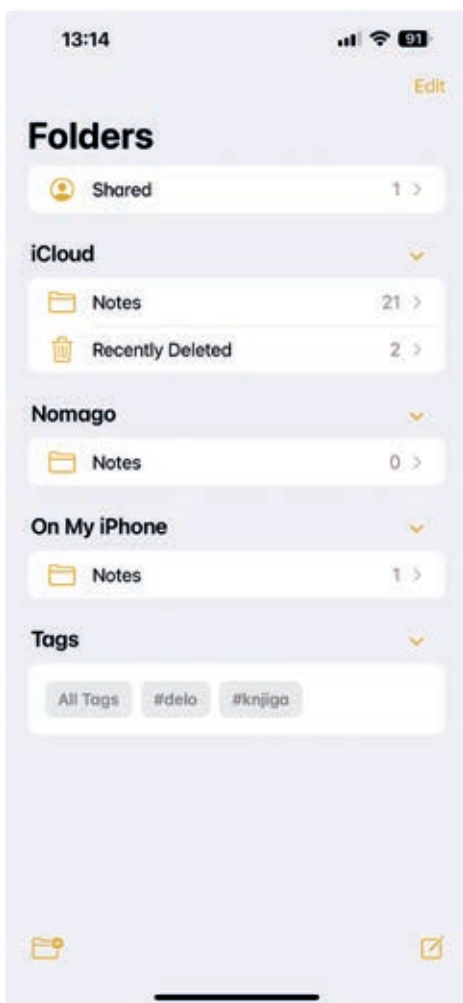 13:14 91
Edit
Folders
Shared 1
iCloud
Notes 21
Recently Deleted 2
Nomago
Notes 0
On My iPhone
Notes 1
Tags
All Tags #delo #knjiga